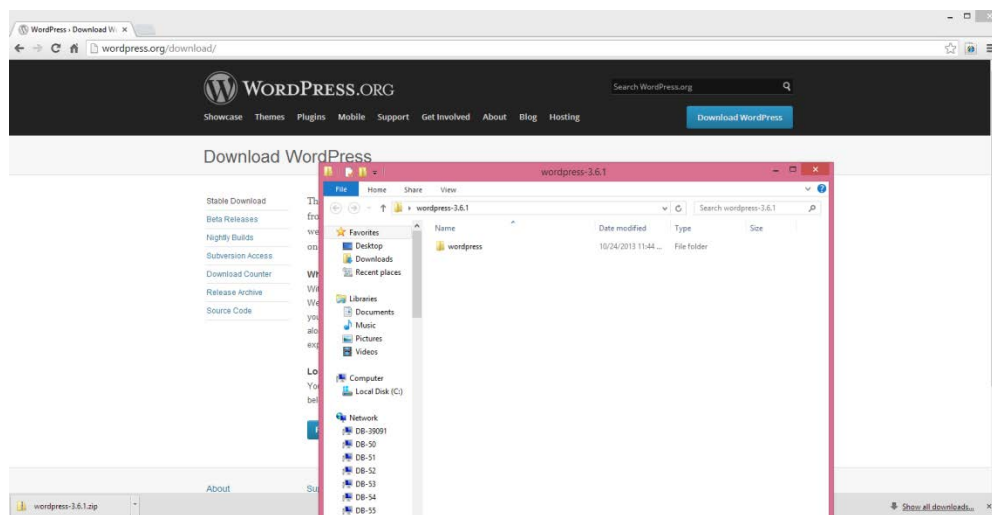 WordPress › Download W
wordpress.org/download/
WORDPRESS.ORG
Search WordPress.org
Showcase Themes Plugins Mobile Support Get Involved About Blog Hosting
Download WordPress
Download WordPress
Stable Download
Beta Releases
Nightly Builds
Subversion Access
Download Counter
Release Archive
Source Code
About
wordpress-3.6.1
File Home Share View
wordpress-3.6.1
Search wordpress-3.6.1
Name Date modified Type Size
wordpress 10/24/2013 11:44 ... File folder
Favorites
Desktop
Downloads
Recent places
Libraries
Documents
Music
Pictures
Videos
Computer
Local Disk (C:)
Network
DB-39091
DB-50
DB-51
DB-52
DB-53
DB-54
DB-55
wordpress-3.6.1.zip
Show all downloads...